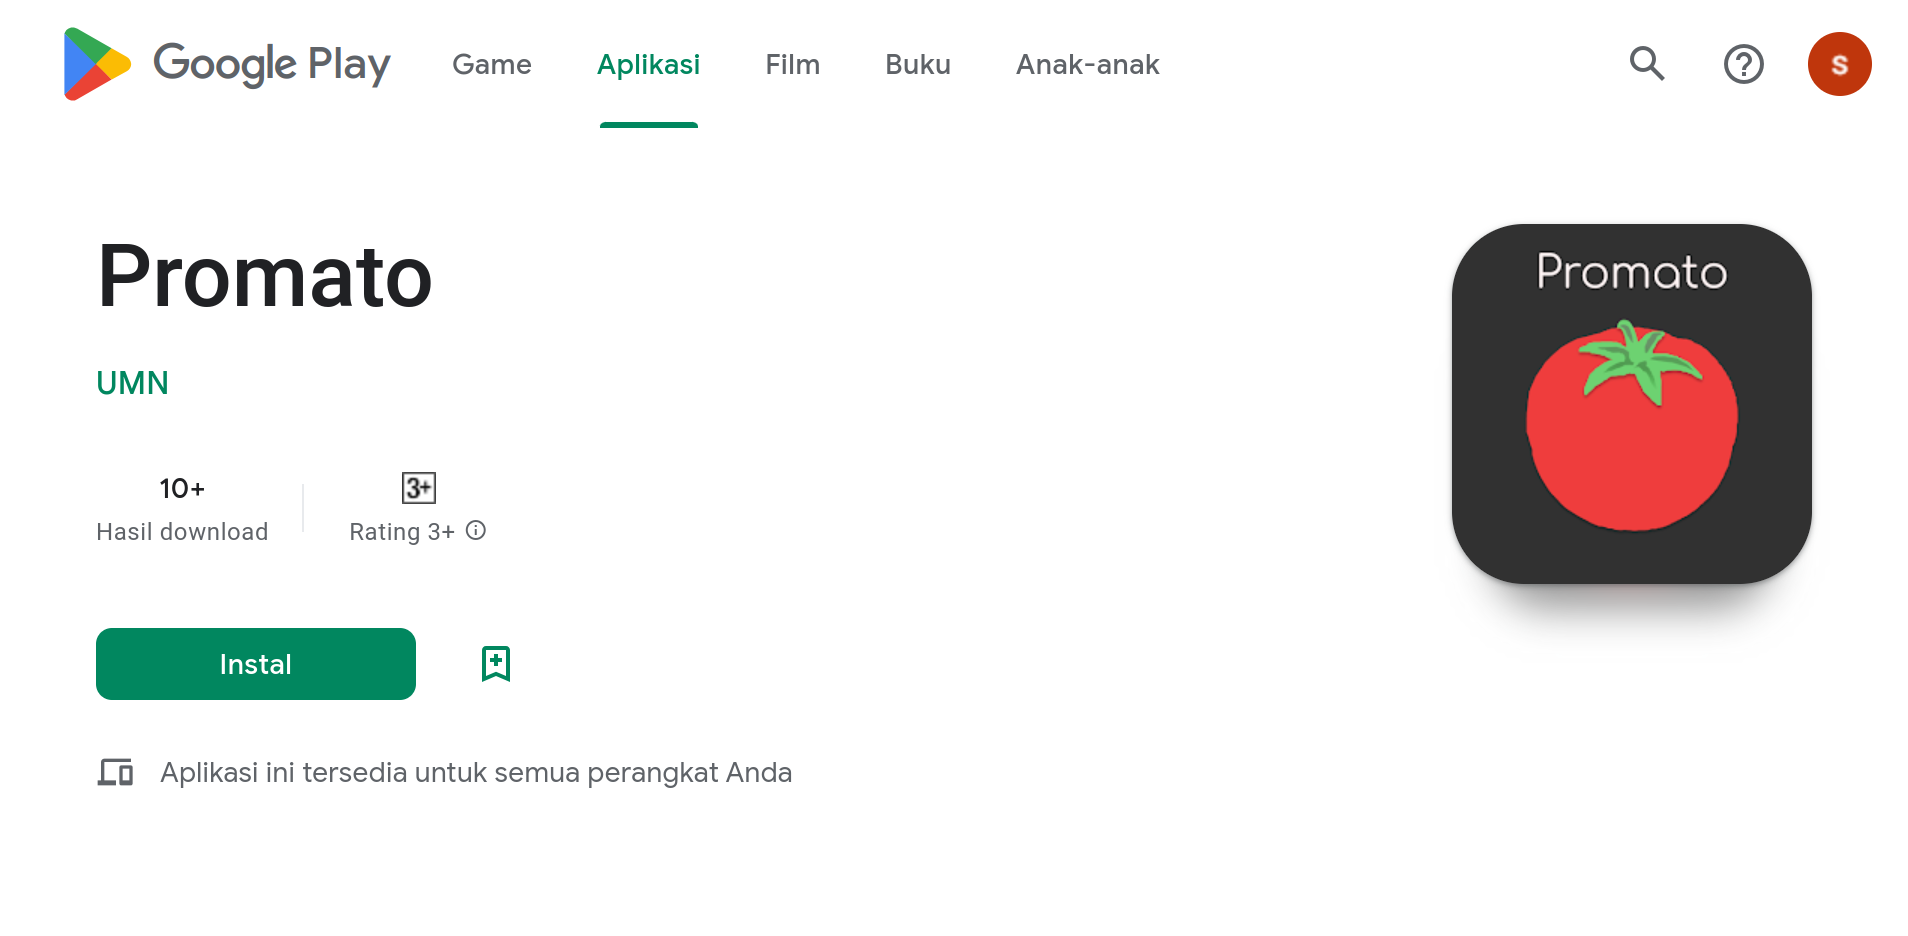 Google Play Game Aplikasi Film Buku Anak-anak S
Promato
Promato
UMN
10+ 3+
Hasil download Rating 3+
Instal
Aplikasi ini tersedia untuk semua perangkat Anda